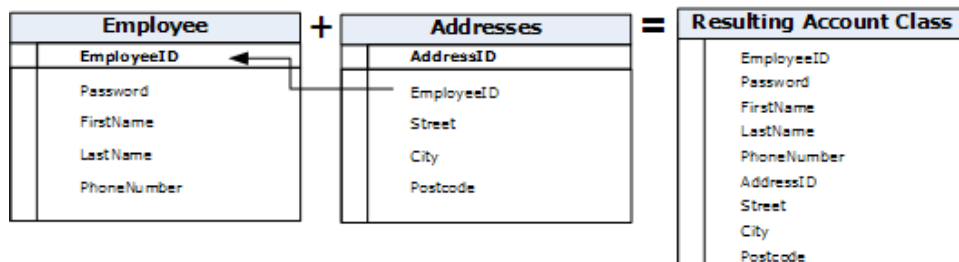 Employee
EmployeeID
Password
FirstName
LastName
PhoneNumber
+
Addresses
AddressID
EmployeeID
Street
City
Postcode
=
Resulting Account Class
EmployeeID
Password
FirstName
LastName
PhoneNumber
AddressID
Street
City
Postcode